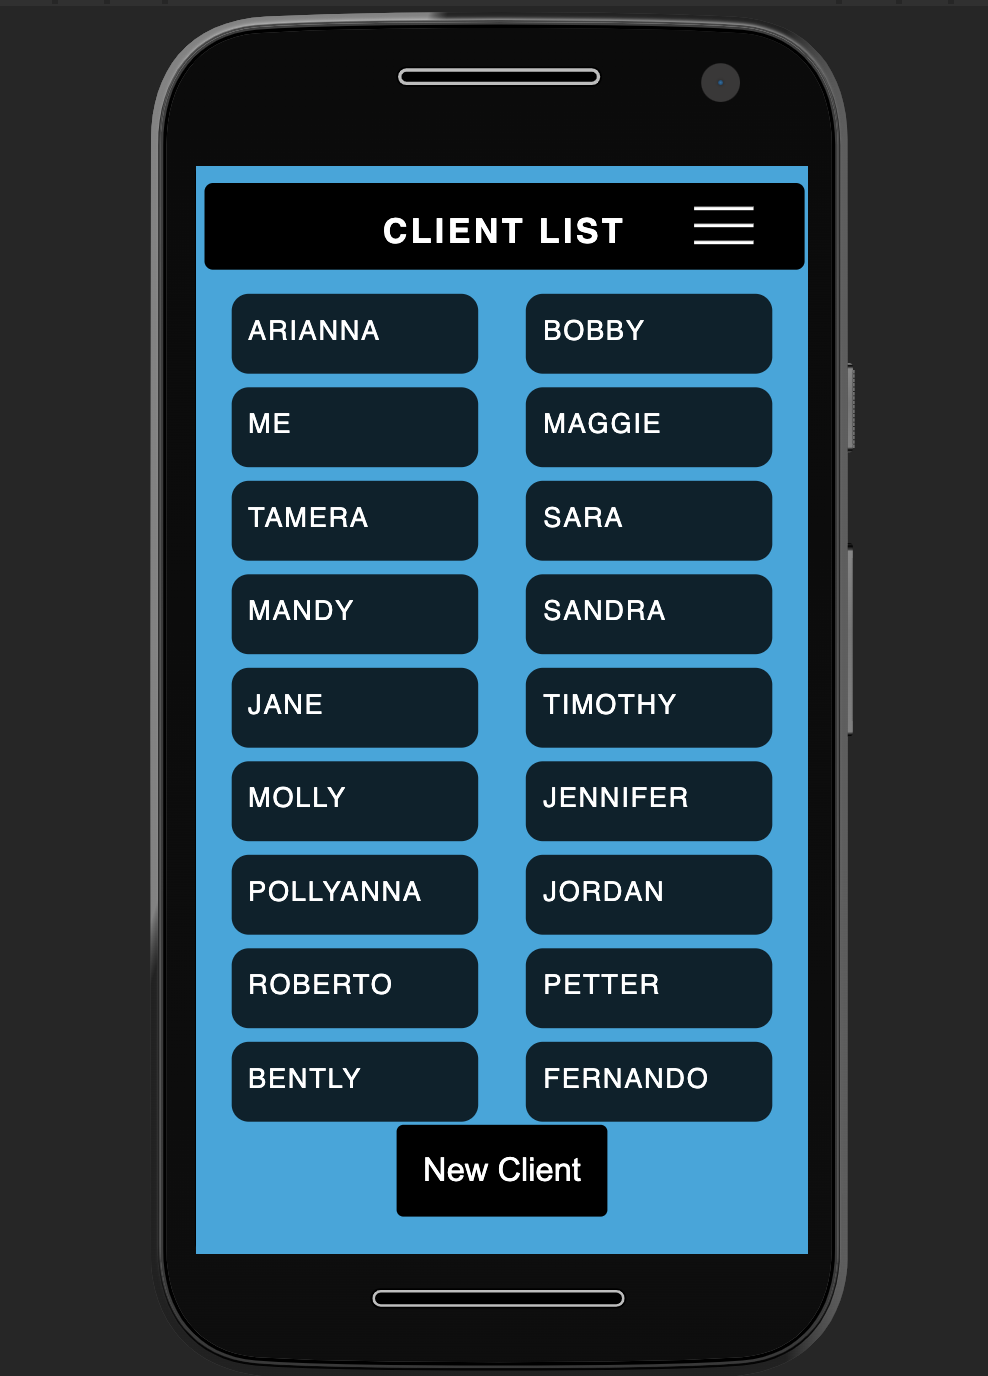 CLIENT LIST
ARIANNA
BOBBY
ME
MAGGIE
TAMERA
SARA
MANDY
SANDRA
JANE
TIMOTHY
MOLLY
JENNIFER
POLLYANNA
JORDAN
ROBERTO
PETTER
BENTLY
FERNANDO
New Client